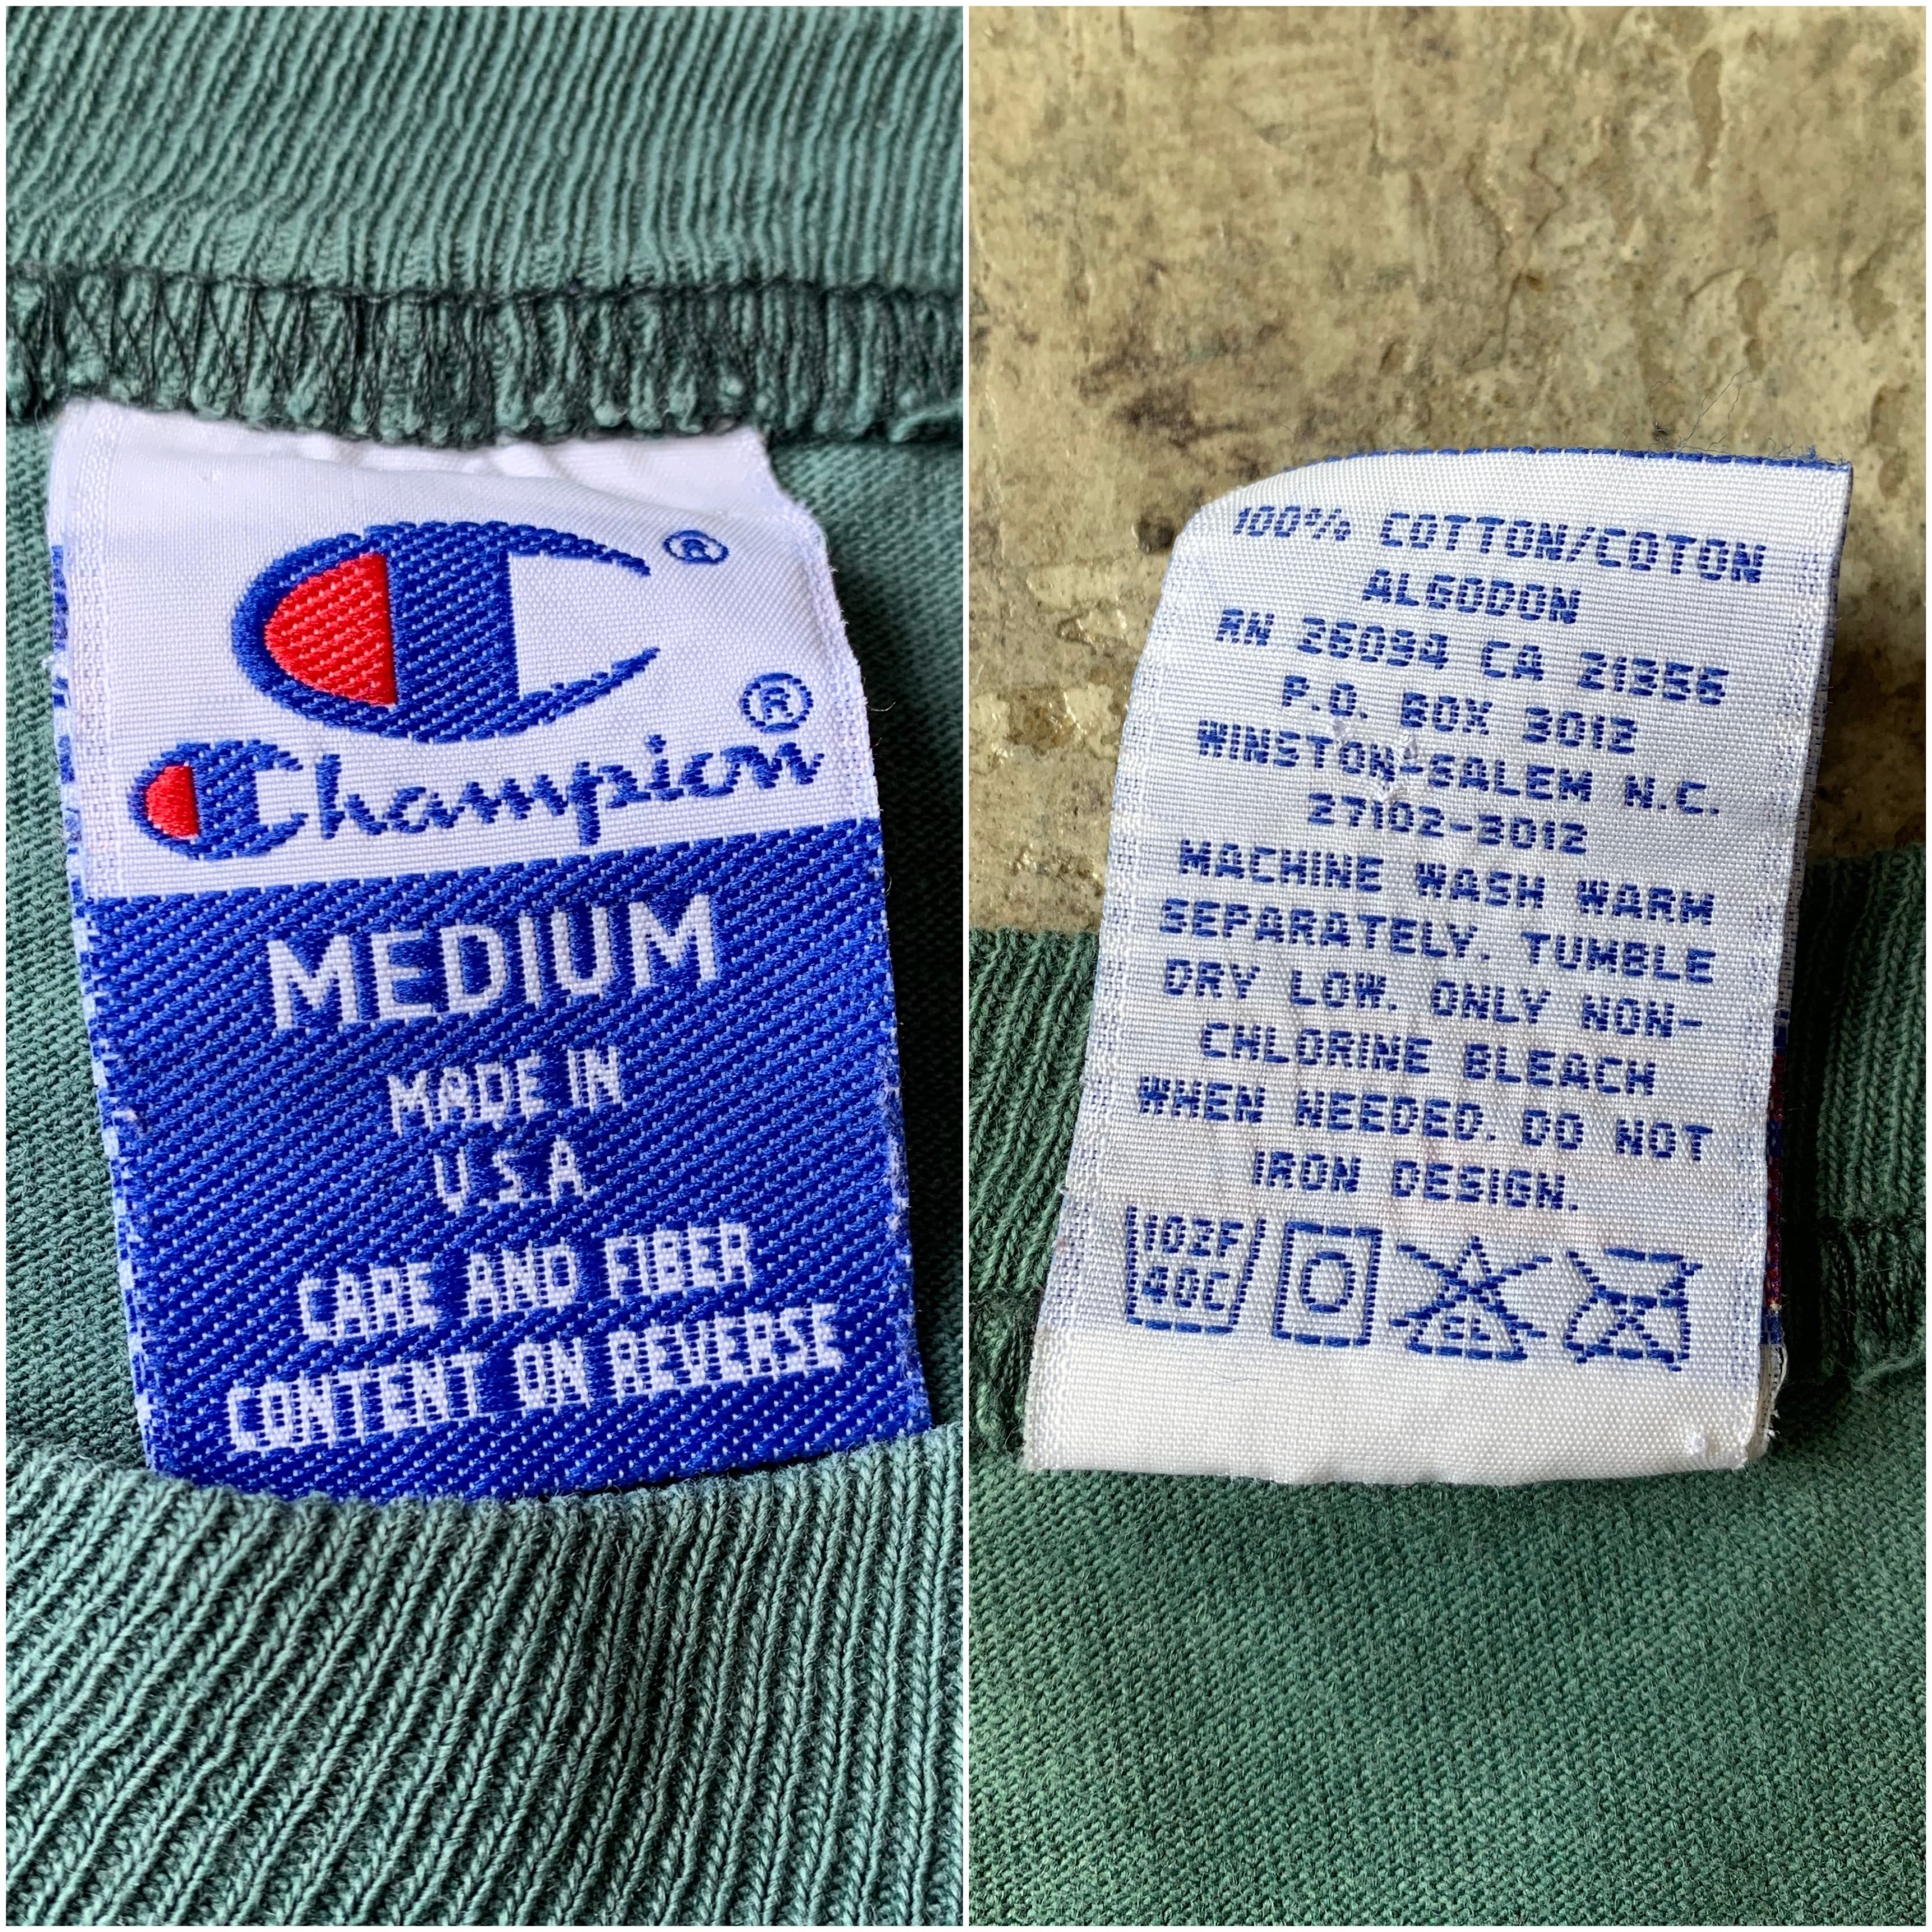 ®
Champion®
MEDIUM
MADE IN
U.S.A
CARE AND FIBER
CONTENT ON REVERSE
100% COTTON/COTON
ALGODON
RN 26094 CA 21355
P.O. BOX 3012
WINSTON-SALEM N.C.
27102-3012
MACHINE WASH WARM
SEPARATELY. TUMBLE
DRY LOW. ONLY NON-
CHLORINE BLEACH
WHEN NEEDED. DO NOT
IRON DESIGN.
102F
40C
CL